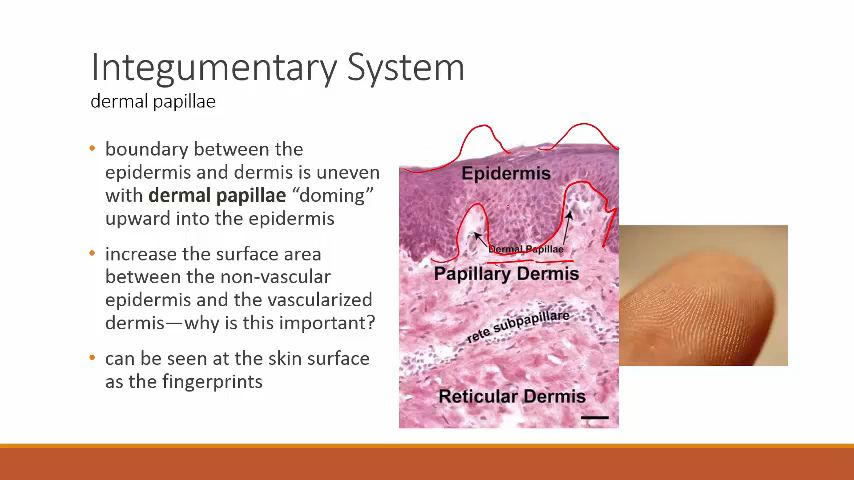 Integumentary System
dermal papillae
• boundary between the
epidermis and dermis is uneven
with dermal papillae “doming”
upward into the epidermis
• increase the surface area
between the non-vascular
epidermis and the vascularized
dermis—why is this important?
• can be seen at the skin surface
as the fingerprints
Epidermis
Dermal Papillae
Papillary Dermis
rete subpapillare
Reticular Dermis